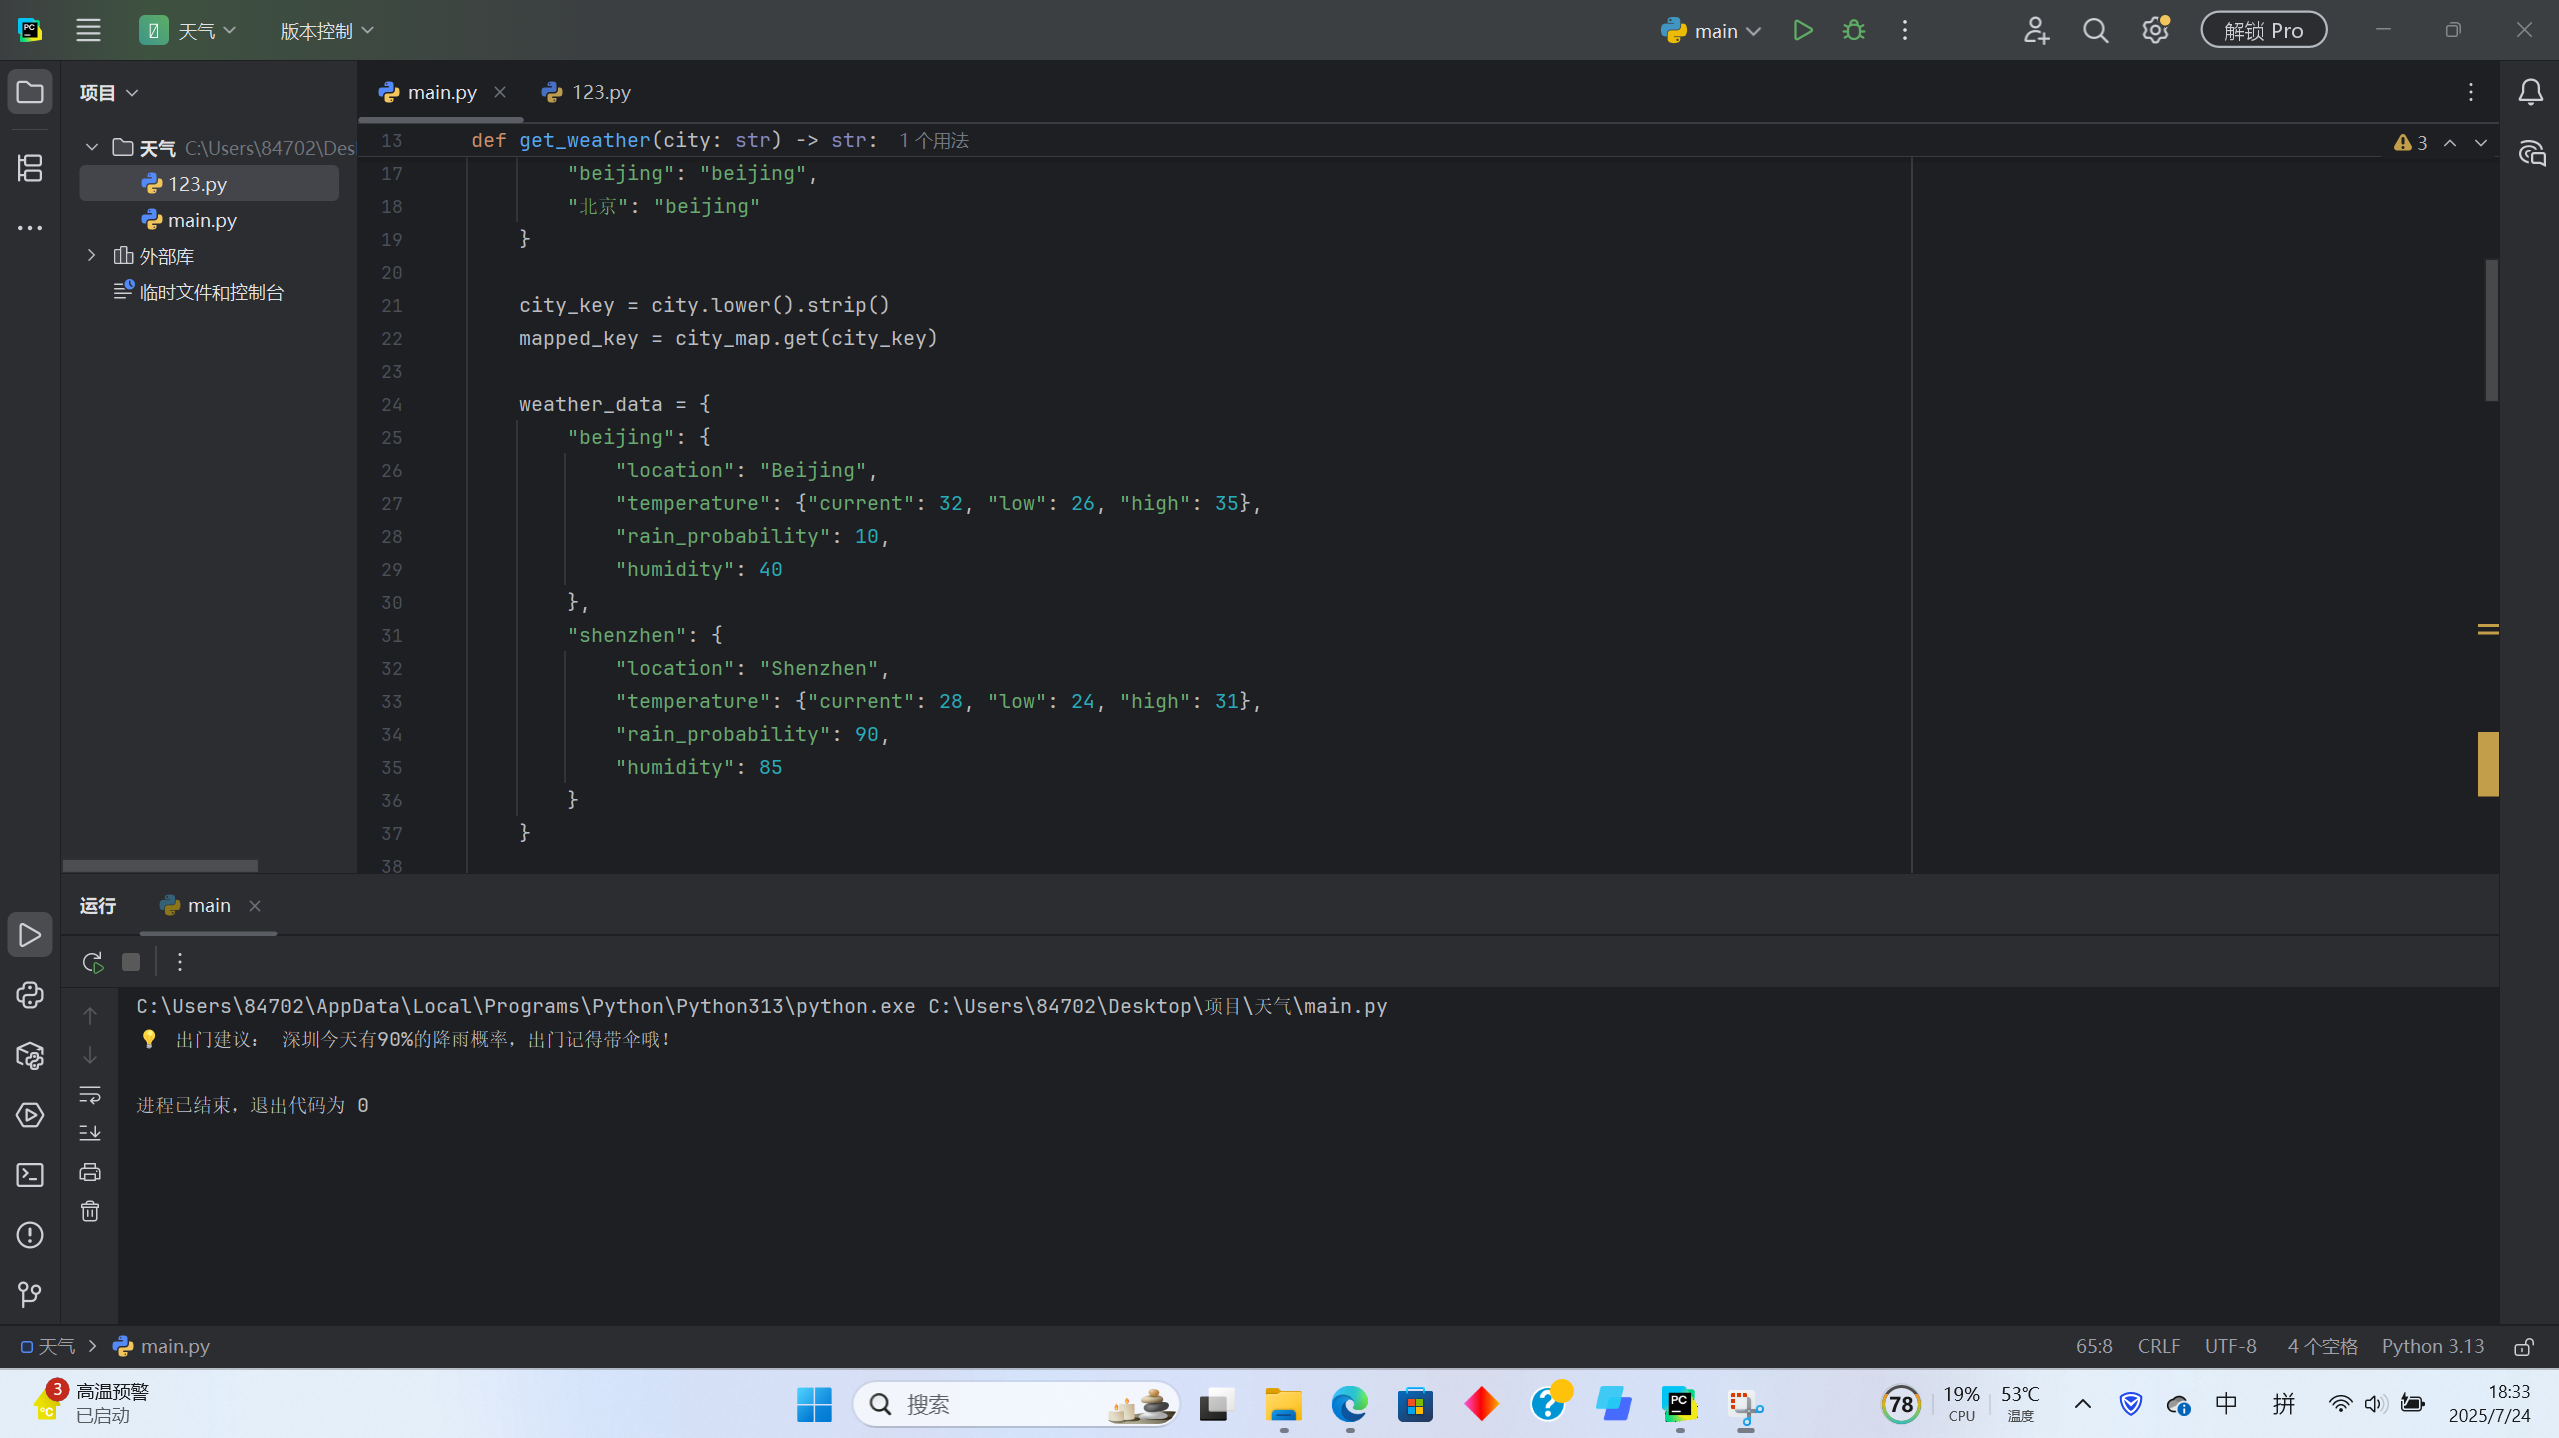 PC
天气
版本控制
main
解锁 Pro
项目
main.py
123.py
天气 C:\Users\84702\Des
123.py
main.py
外部库
临时文件和控制台
13 def get_weather(city: str) -> str: 1 个用法
3
17 "beijing": "beijing",
18 "北京": "beijing"
19 }
20
21 city_key = city.lower().strip()
22 mapped_key = city_map.get(city_key)
23
24 weather_data = {
25 "beijing": {
26 "location": "Beijing",
27 "temperature": {"current": 32, "low": 26, "high": 35},
28 "rain_probability": 10,
29 "humidity": 40
30 },
31 "shenzhen": {
32 "location": "Shenzhen",
33 "temperature": {"current": 28, "low": 24, "high": 31},
34 "rain_probability": 90,
35 "humidity": 85
36 }
37 }
38
运行
main
C:\Users\84702\AppData\Local\Programs\Python\Python313\python.exe C:\Users\84702\Desktop\项目\天气\main.py
💡 出门建议： 深圳今天有90%的降雨概率，出门记得带伞哦！
进程已结束，退出代码为 0
天气 > main.py
65:8 CRLF UTF-8 4 个空格 Python 3.13
3
°C
高温预警
已启动
搜索
PC
78
19%
CPU
53℃
温度
中
拼
18:33
2025/7/24